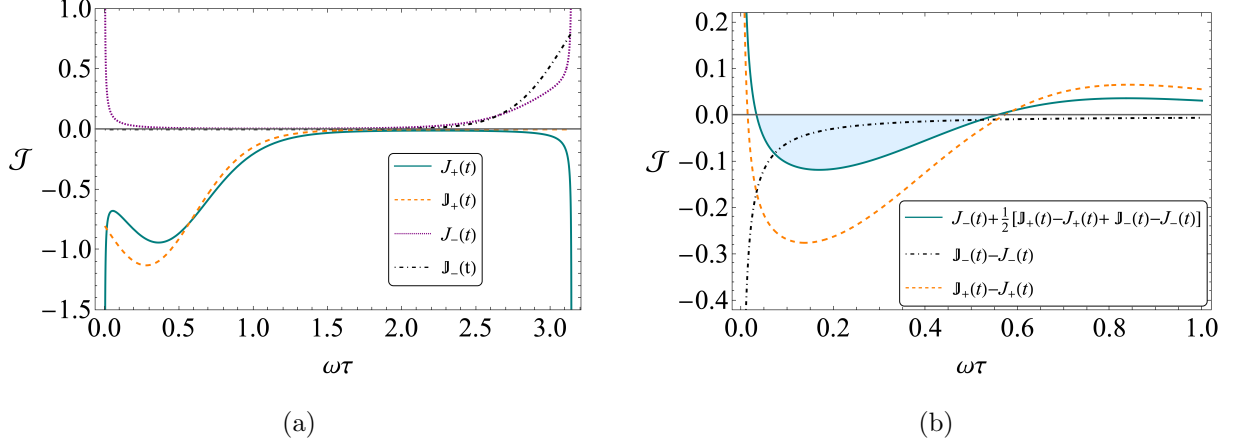 1.0
0.5
0.0
−0.5
−1.0
−1.5
𝒥
J₊(t)
𝕁₊(t)
J₋(t)
𝕁₋(t)
0.0 0.5 1.0 1.5 2.0 2.5 3.0
ωτ
(a)
0.2
0.1
0.0
−0.1
−0.2
−0.3
−0.4
𝒥
J₋(t)+½[𝕁₊(t)−J₊(t)+ 𝕁₋(t)−J₋(t)]
𝕁₋(t)−J₋(t)
𝕁₊(t)−J₊(t)
0.0 0.2 0.4 0.6 0.8 1.0
ωτ
(b)